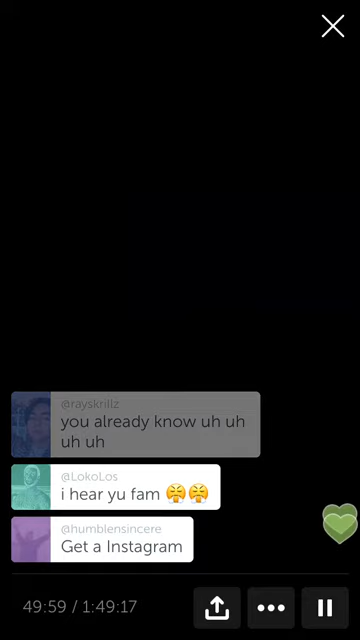 @rayskrillz
you already know uh uh
uh uh
@LokoLos
i hear yu fam 😤😤
@humblensincere
Get a Instagram
49:59 / 1:49:17